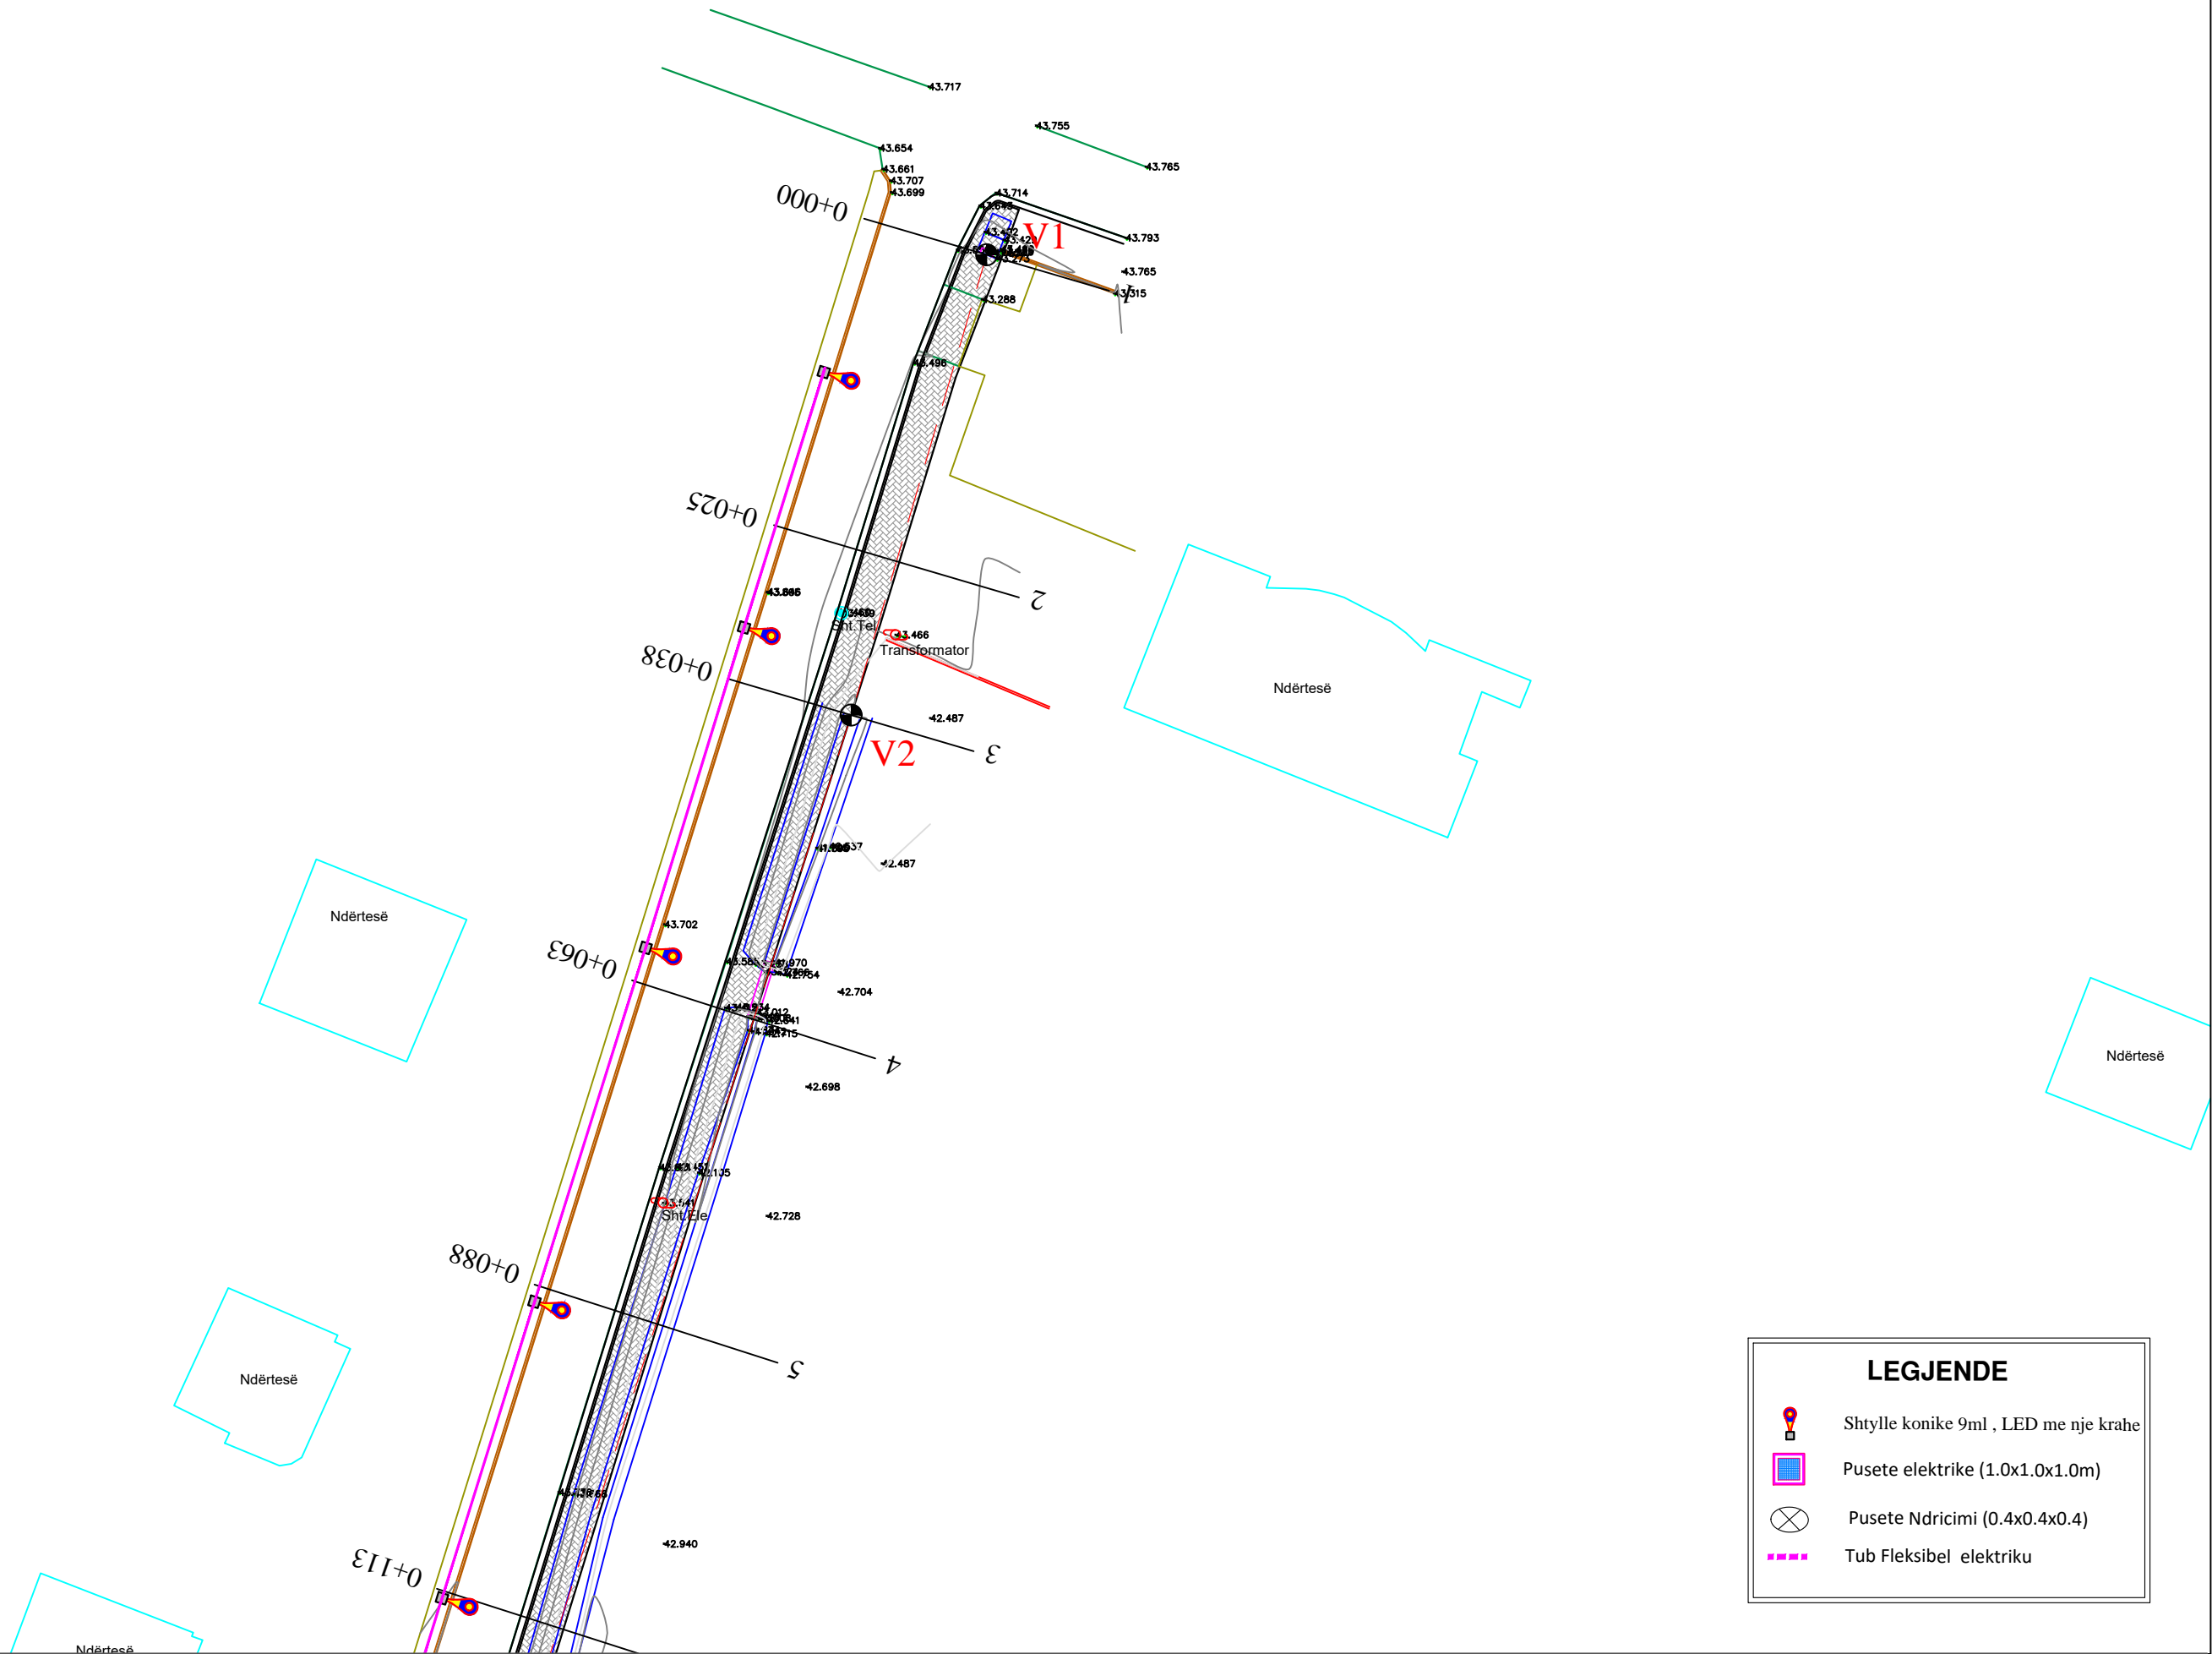 43.717
43.755
43.654
43.765
43.661
43.707
43.699
43.714
0+000
V1
43.793
43.765
43.315
1
43.288
43.496
0+025
2
Sht.Tel
43.466
Transformator
0+038
Ndërtesë
42.487
V2
3
42.487
Ndërtesë
43.702
0+063
42.704
Ndërtesë
4
42.698
Sht.Ele
42.728
0+088
5
Ndërtesë
42.940
0+113
Ndërtesë
LEGJENDE
Shtylle konike 9ml , LED me nje krahe
Pusete elektrike (1.0x1.0x1.0m)
Pusete Ndricimi (0.4x0.4x0.4)
Tub Fleksibel elektriku